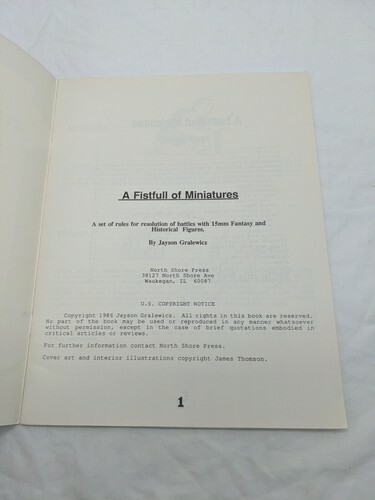 A Fistfull of Miniatures
A set of rules for resolution of battles with 15mm Fantasy and
Historical Figures.
By Jayson Gralewicz
North Shore Press
38127 North Shore Ave
Waukegan, IL 60087
U.S. COPYRIGHT NOTICE
Copyright 1986 Jayson Gralewicz. All rights in this book are reserved.
No part of the book may be used or reproduced in any manner whatsoever
without permission, except in the case of brief quotations embodied in
critical articles or reviews.
For further information contact North Shore Press.
Cover art and interior illustrations copyright James Thomson.
1